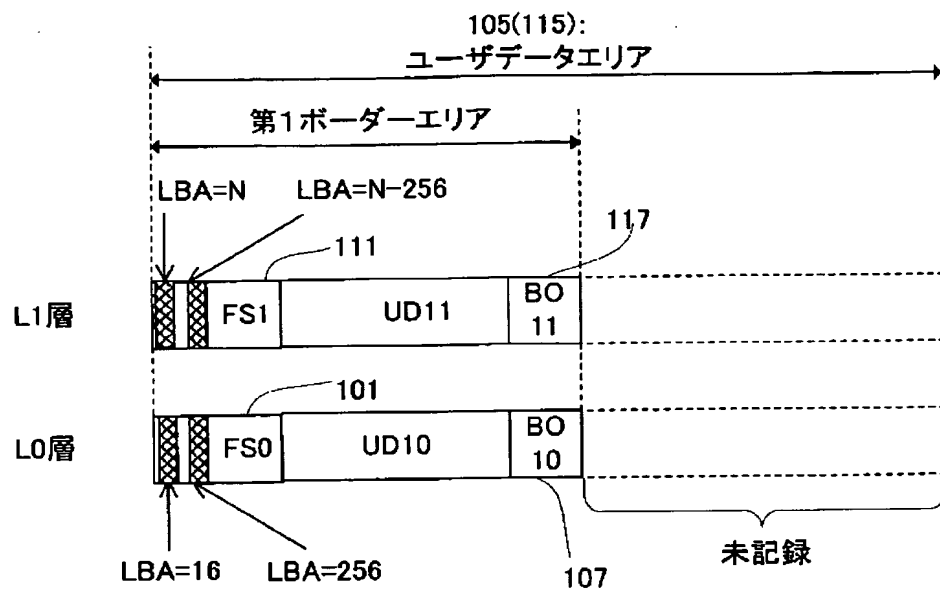 105(115):
ユーザデータエリア
第1ボーダーエリア
LBA=N
LBA=N-256
111
117
L1層
FS1
UD11
BO
11
101
L0層
FS0
UD10
BO
10
LBA=16
LBA=256
107
未記録